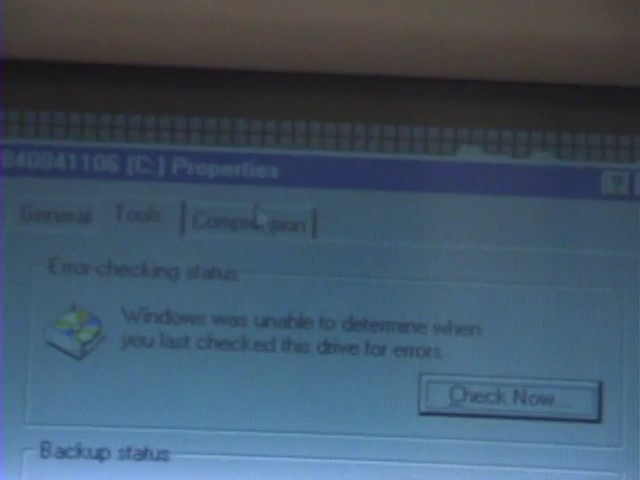 840841106 (C:) Properties
?
General Tools Compression
Error-checking status
Windows was unable to determine when
you last checked this drive for errors.
Check Now...
Backup status